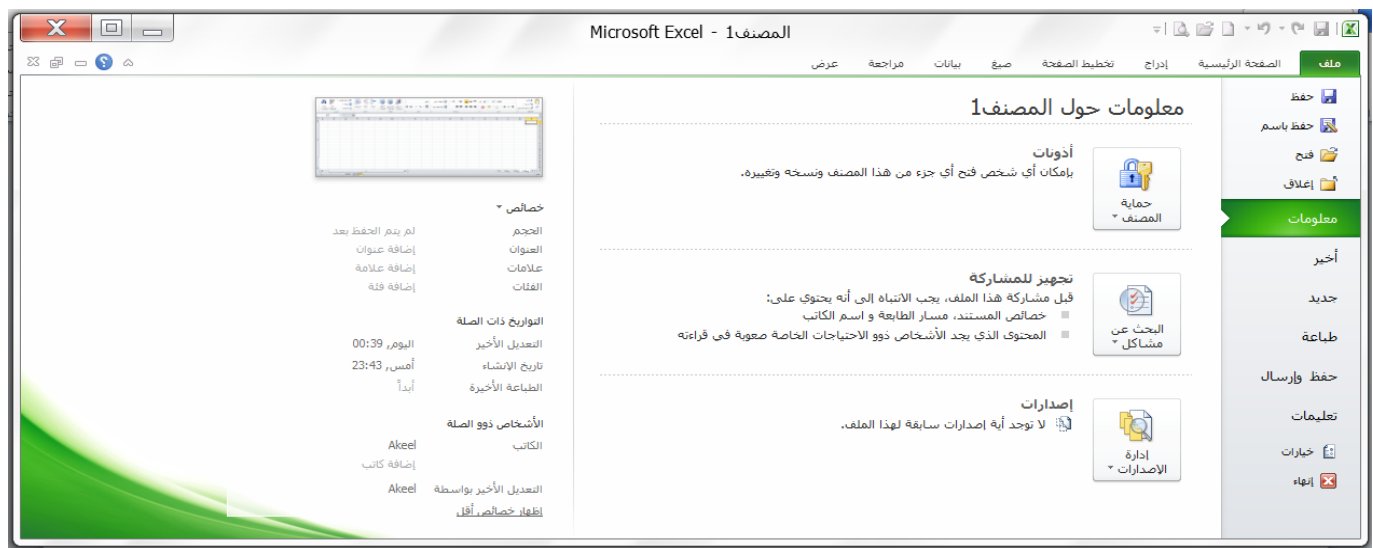 المصنف1 - Microsoft Excel
ملف الصفحة الرئيسية إدراج تخطيط الصفحة صيغ بيانات مراجعة عرض
حفظ
حفظ باسم
فتح
إغلاق
معلومات
أخير
جديد
طباعة
حفظ وإرسال
تعليمات
خيارات
إنهاء
معلومات حول المصنف1
حماية
المصنف
أذونات
بإمكان أي شخص فتح أي جزء من هذا المصنف ونسخه وتغييره.
البحث عن
مشاكل
تجهيز للمشاركة
قبل مشاركة هذا الملف، يجب الانتباه إلى أنه يحتوي على:
خصائص المستند، مسار الطابعة و اسم الكاتب
المحتوى الذي يجد الأشخاص ذوو الاحتياجات الخاصة صعوبة في قراءته
إدارة
الإصدارات
إصدارات
لا توجد أية إصدارات سابقة لهذا الملف.
خصائص
الحجم لم يتم الحفظ بعد
العنوان إضافة عنوان
علامات إضافة علامة
الفئات إضافة فئة
التواريخ ذات الصلة
التعديل الأخير اليوم, 00:39
تاريخ الإنشاء أمس, 23:43
الطباعة الأخيرة أبداً
الأشخاص ذوو الصلة
الكاتب Akeel
إضافة كاتب
التعديل الأخير بواسطة Akeel
إظهار خصائص أقل